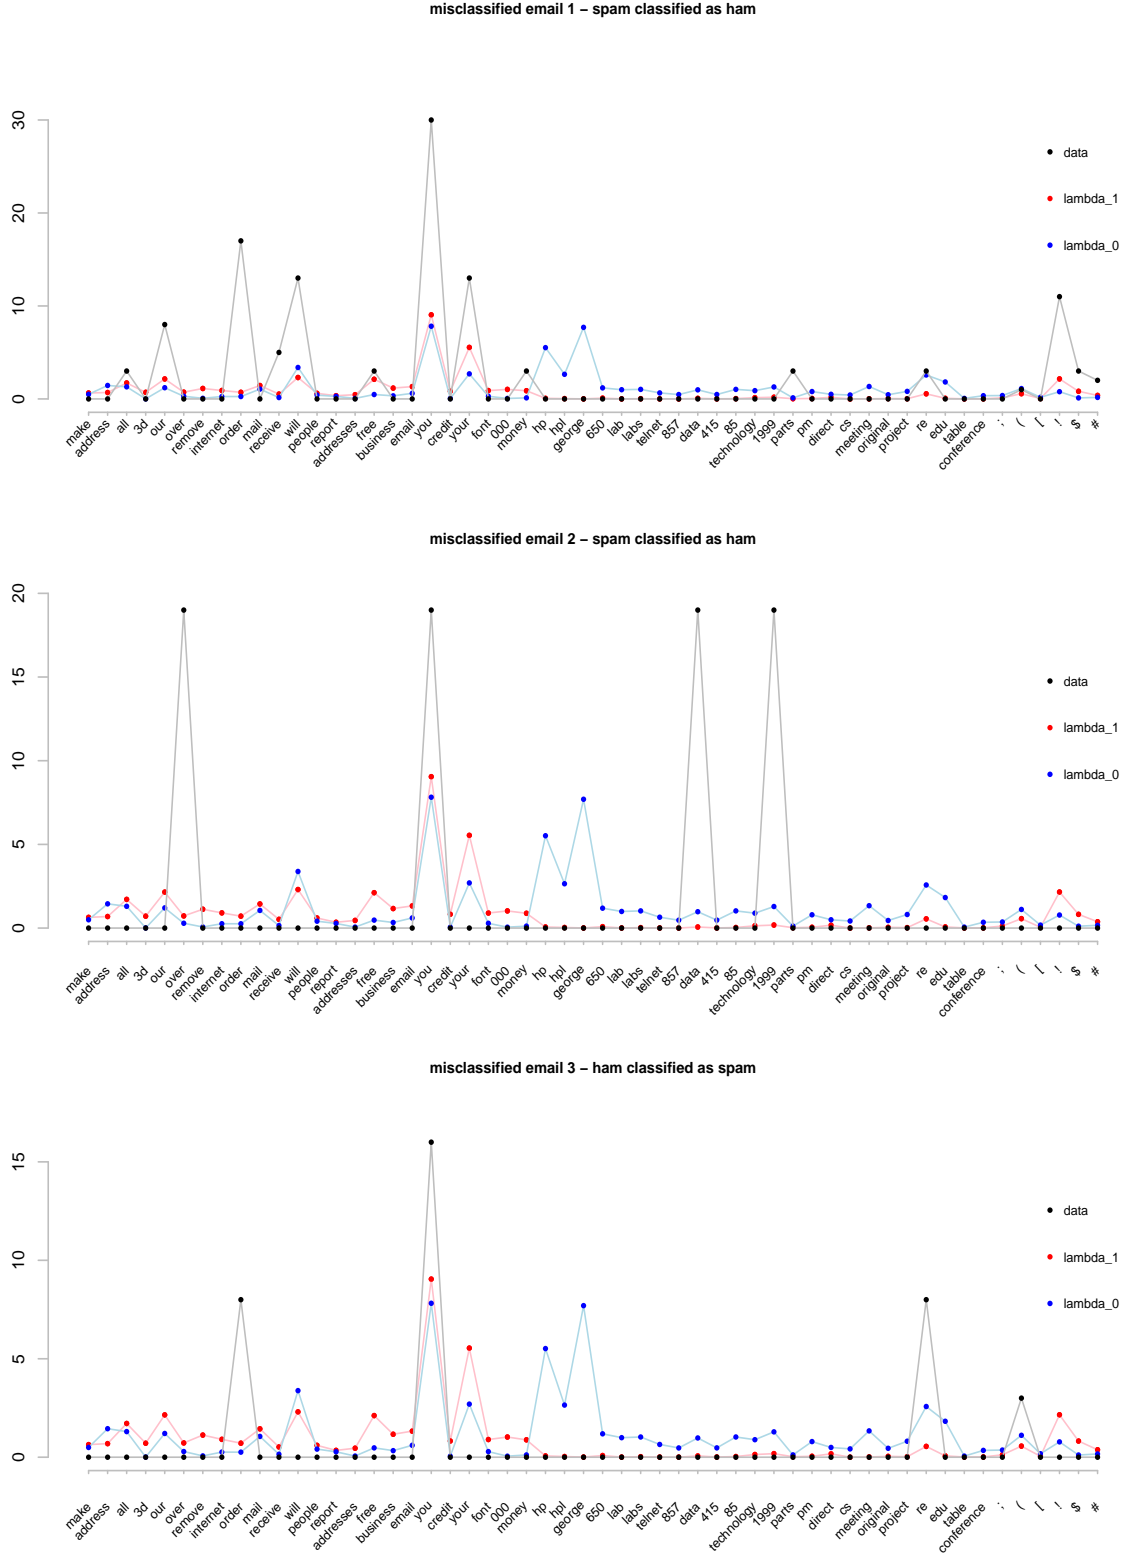 misclassified email 1 – spam classified as ham
30
20
10
0
data
lambda_1
lambda_0
make address all 3d our over remove internet order mail receive will people report addresses free business email you credit your font 000 money hp hpl george 650 lab labs telnet 857 data 415 85 technology 1999 parts pm direct cs meeting original project re edu table conference ; ( [ ! $ #
misclassified email 2 – spam classified as ham
20
15
10
5
0
data
lambda_1
lambda_0
make address all 3d our over remove internet order mail receive will people report addresses free business email you credit your font 000 money hp hpl george 650 lab labs telnet 857 data 415 85 technology 1999 parts pm direct cs meeting original project re edu table conference ; ( [ ! $ #
misclassified email 3 – ham classified as spam
15
10
5
0
data
lambda_1
lambda_0
make address all 3d our over remove internet order mail receive will people report addresses free business email you credit your font 000 money hp hpl george 650 lab labs telnet 857 data 415 85 technology 1999 parts pm direct cs meeting original project re edu table conference ; ( [ ! $ #